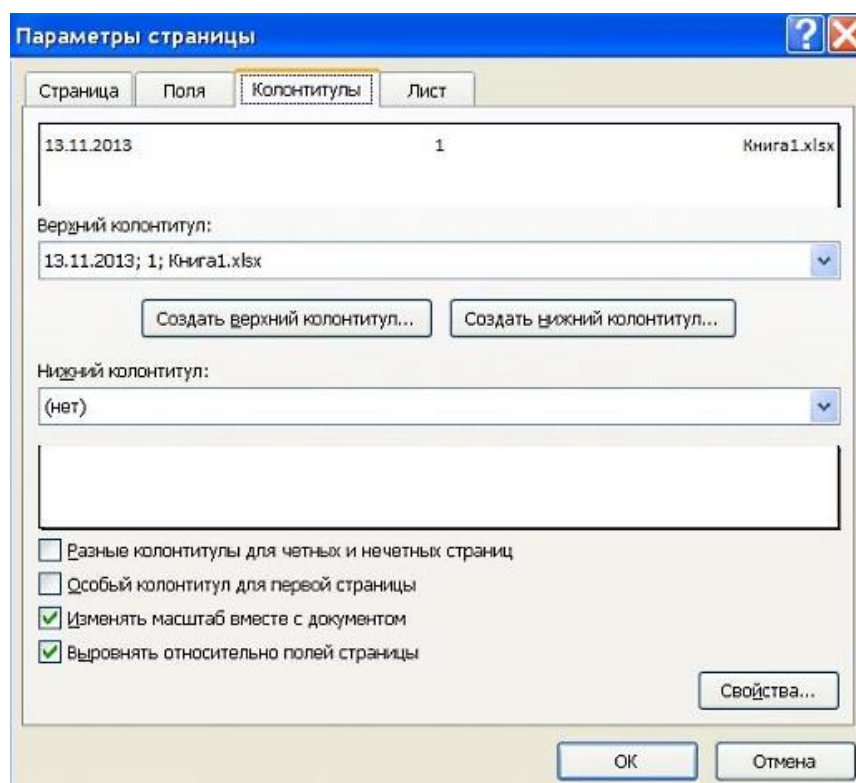 Параметры страницы
Страница Поля Колонтитулы Лист
13.11.2013 1 Книга1.xlsx
Верхний колонтитул:
13.11.2013; 1; Книга1.xlsx
Создать верхний колонтитул... Создать нижний колонтитул...
Нижний колонтитул:
(нет)
Разные колонтитулы для четных и нечетных страниц
Особый колонтитул для первой страницы
Изменять масштаб вместе с документом
Выровнять относительно полей страницы
Свойства...
ОК Отмена